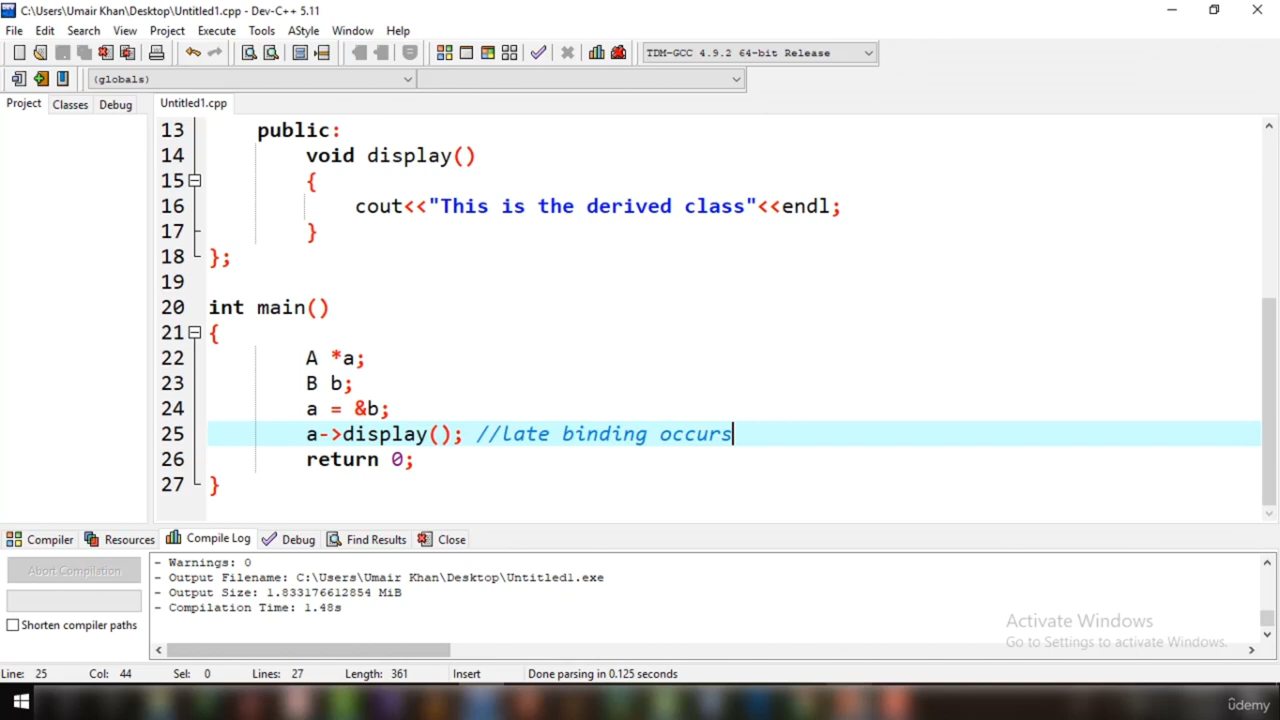 C:\Users\Umair Khan\Desktop\Untitled1.cpp - Dev-C++ 5.11
File Edit Search View Project Execute Tools AStyle Window Help
TDM-GCC 4.9.2 64-bit Release
(globals)
Project Classes Debug Untitled1.cpp
13 public:
14 void display()
15 {
16 cout<<"This is the derived class"<<endl;
17 }
18 };
19
20 int main()
21 {
22 A *a;
23 B b;
24 a = &b;
25 a->display(); //late binding occurs
26 return 0;
27 }
Compiler Resources Compile Log Debug Find Results Close
Abort Compilation
Shorten compiler paths
- Warnings: 0
- Output Filename: C:\Users\Umair Khan\Desktop\Untitled1.exe
- Output Size: 1.833176612854 MiB
- Compilation Time: 1.48s
Activate Windows
Go to Settings to activate Windows.
Line: 25 Col: 44 Sel: 0 Lines: 27 Length: 361 Insert Done parsing in 0.125 seconds
ûdemy